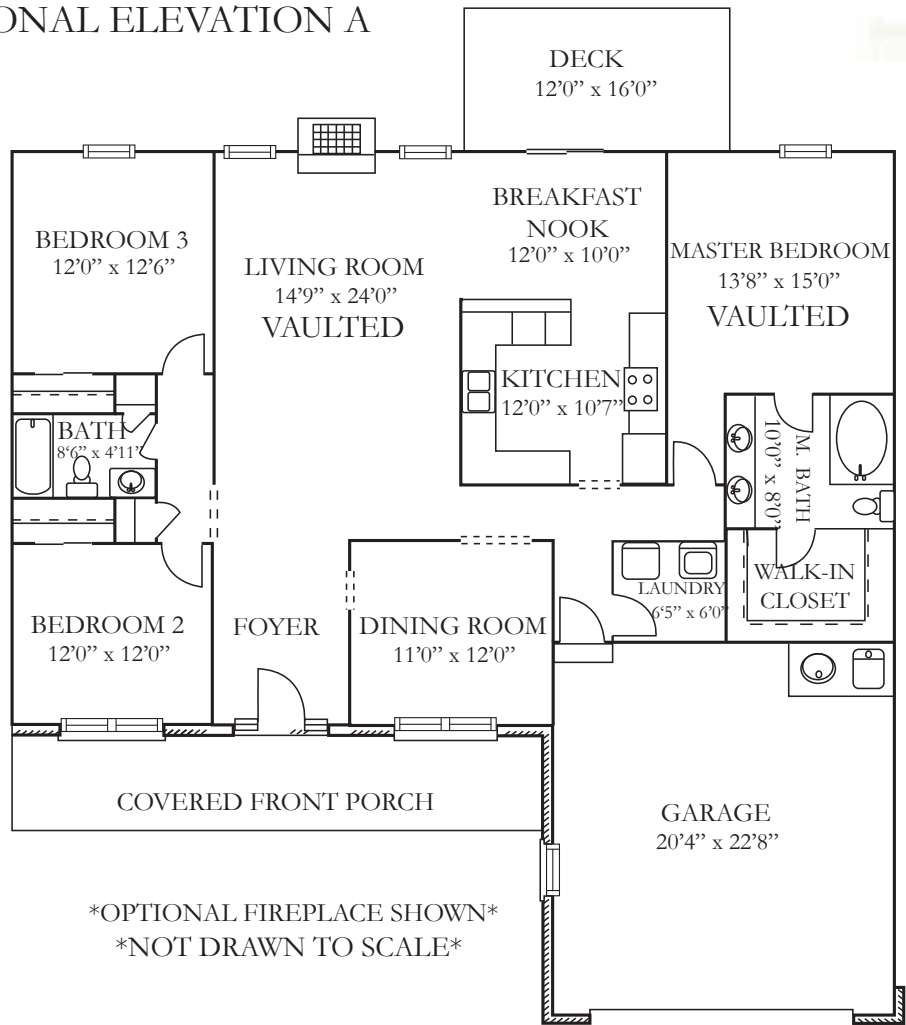 ONAL ELEVATION A
DECK
12’0” x 16’0”
BREAKFAST
NOOK
12’0” x 10’0”
BEDROOM 3
12’0” x 12’6”
LIVING ROOM
14’9” x 24’0”
VAULTED
MASTER BEDROOM
13’8” x 15’0”
VAULTED
KITCHEN
12’0” x 10’7”
BATH
8‘6” x 4’11”
M. BATH
10’0” x 8’0”
WALK-IN
CLOSET
LAUNDRY
6‘5” x 6’0”
BEDROOM 2
12’0” x 12’0”
FOYER
DINING ROOM
11’0” x 12’0”
COVERED FRONT PORCH
GARAGE
20’4” x 22’8”
*OPTIONAL FIREPLACE SHOWN*
*NOT DRAWN TO SCALE*